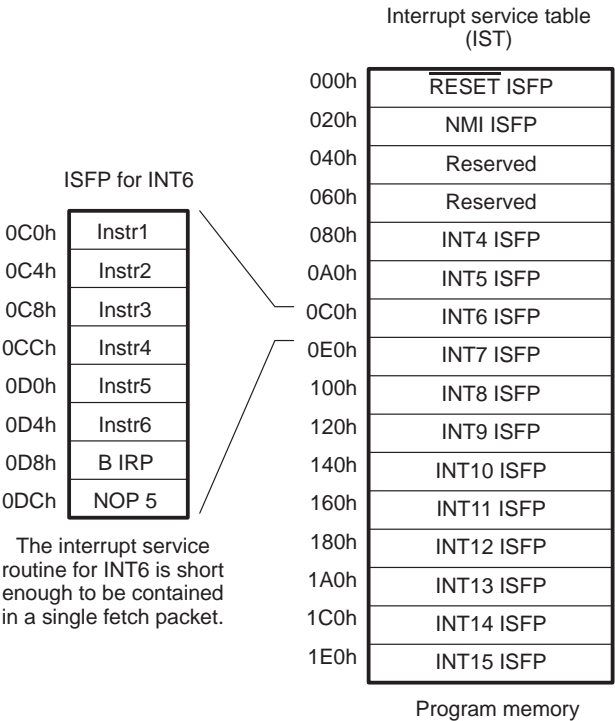 Interrupt service table
(IST)
000h RESET ISFP
020h NMI ISFP
040h Reserved
060h Reserved
080h INT4 ISFP
0A0h INT5 ISFP
0C0h INT6 ISFP
0E0h INT7 ISFP
100h INT8 ISFP
120h INT9 ISFP
140h INT10 ISFP
160h INT11 ISFP
180h INT12 ISFP
1A0h INT13 ISFP
1C0h INT14 ISFP
1E0h INT15 ISFP
Program memory
ISFP for INT6
0C0h Instr1
0C4h Instr2
0C8h Instr3
0CCh Instr4
0D0h Instr5
0D4h Instr6
0D8h B IRP
0DCh NOP 5
The interrupt service
routine for INT6 is short
enough to be contained
in a single fetch packet.